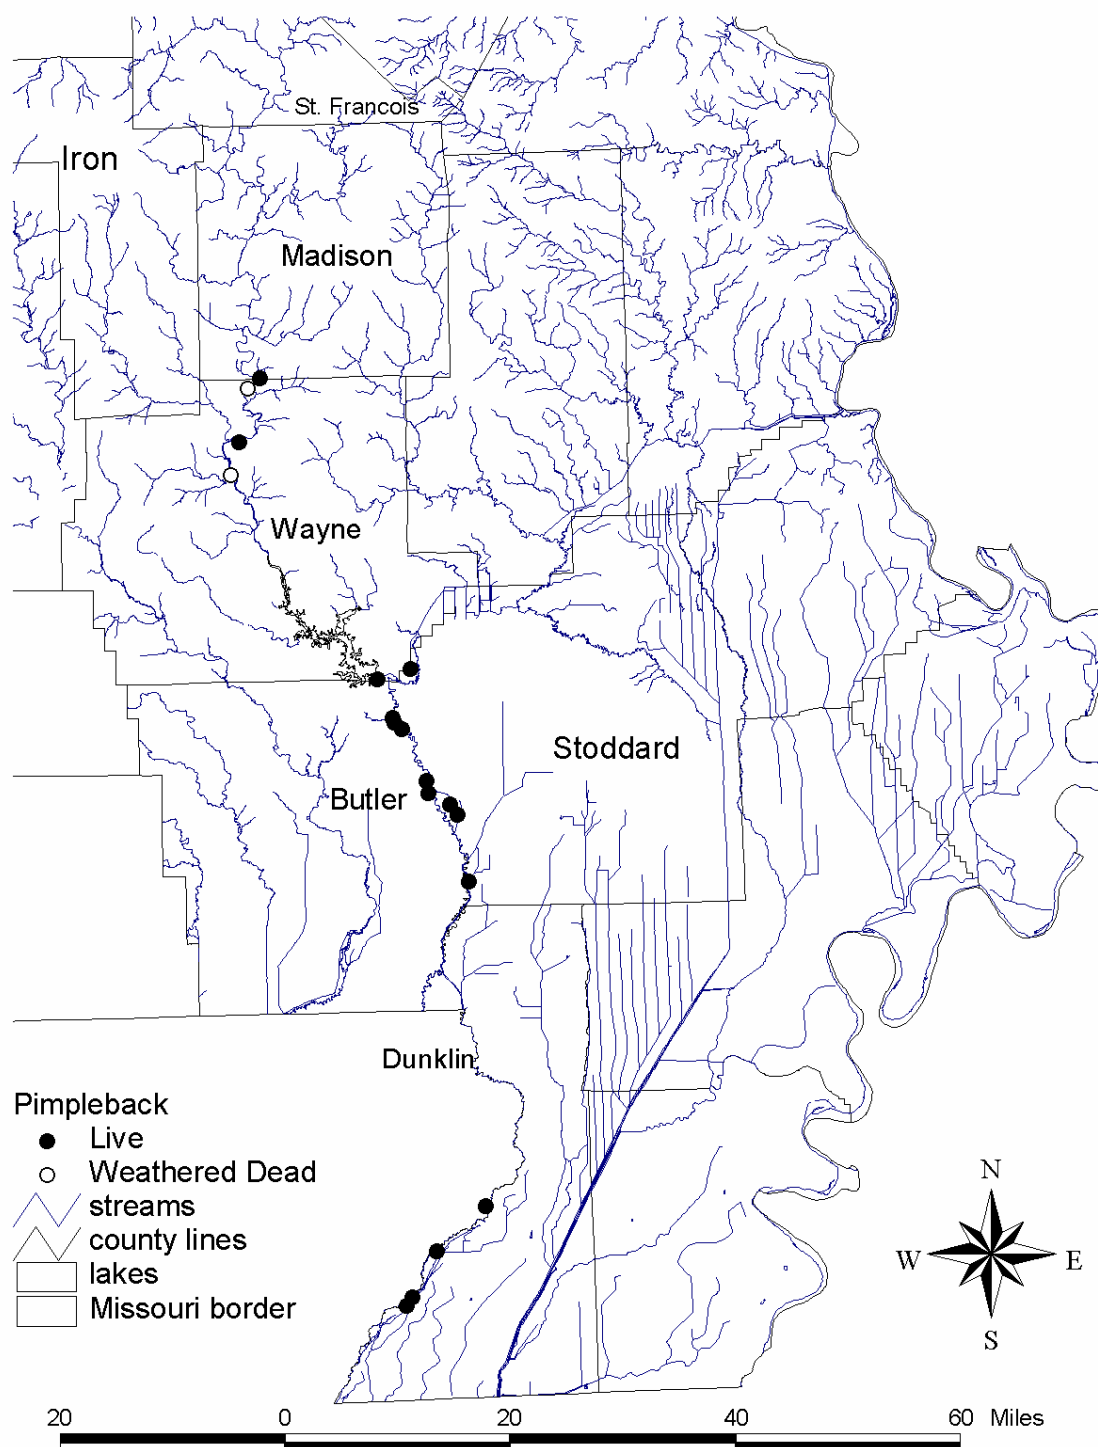 St. Francois
Iron
Madison
Wayne
Stoddard
Butler
Dunklin
Pimpleback
Live
Weathered Dead
streams
county lines
lakes
Missouri border
N
W E
S
20 0 20 40 60 Miles